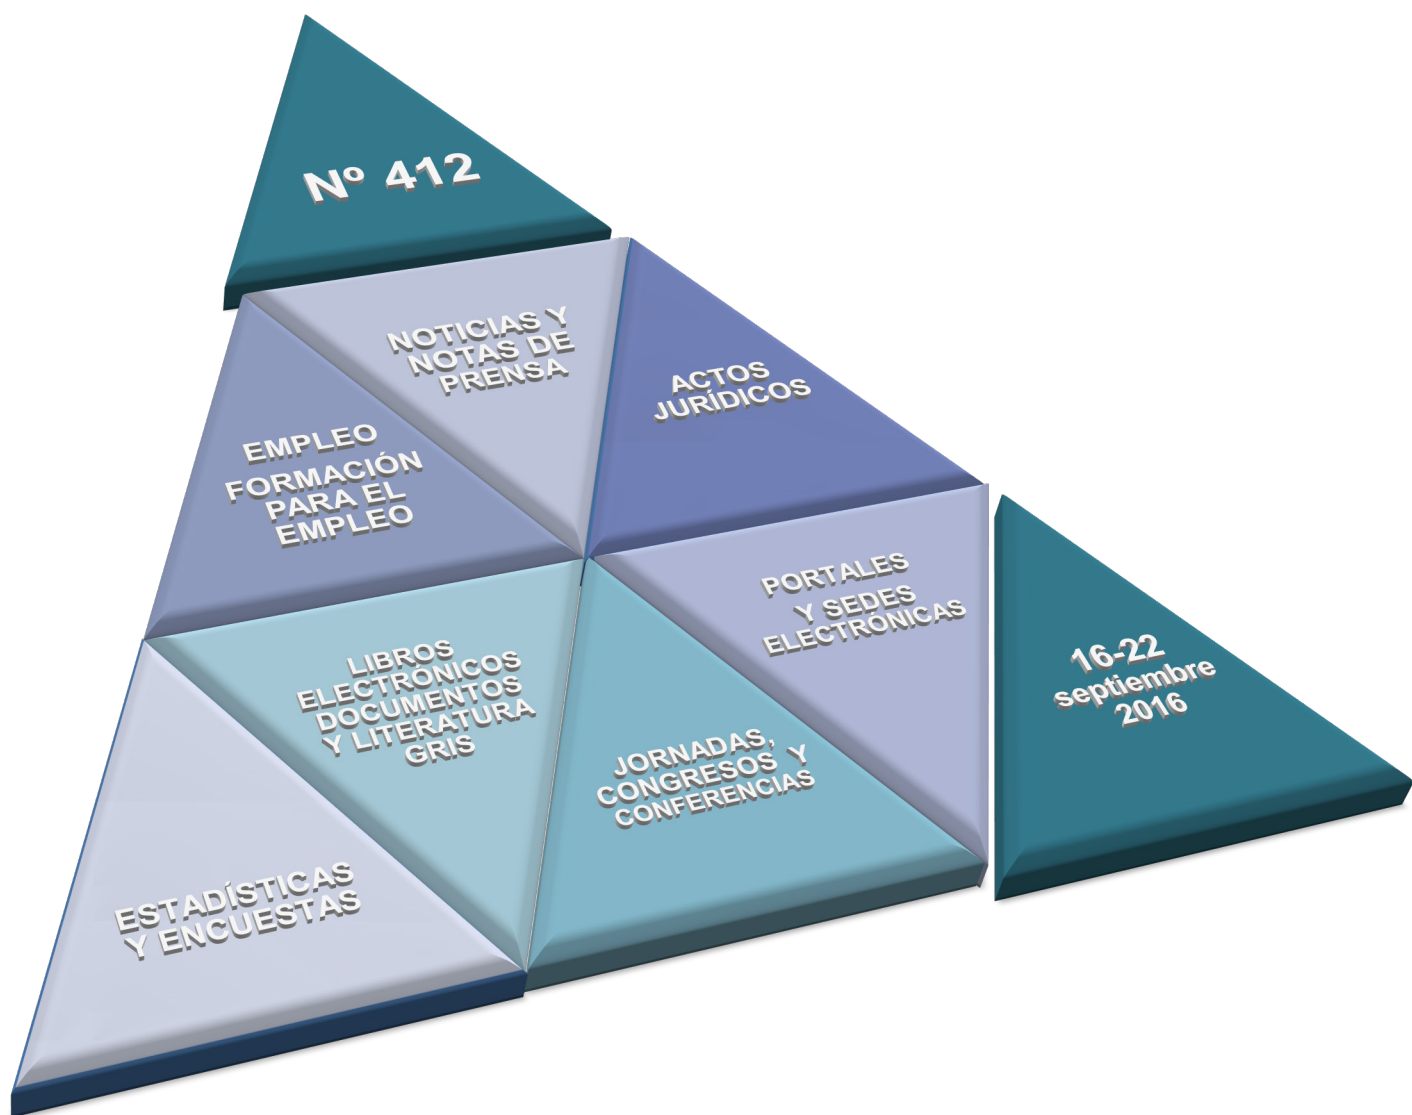 Nº 412
NOTICIAS Y
NOTAS DE
PRENSA
ACTOS
JURÍDICOS
EMPLEO
FORMACIÓN
PARA EL
EMPLEO
PORTALES
Y SEDES
ELECTRÓNICAS
16-22
septiembre
2016
LIBROS
ELECTRÓNICOS
DOCUMENTOS
Y LITERATURA
GRIS
JORNADAS,
CONGRESOS Y
CONFERENCIAS
ESTADÍSTICAS
Y ENCUESTAS